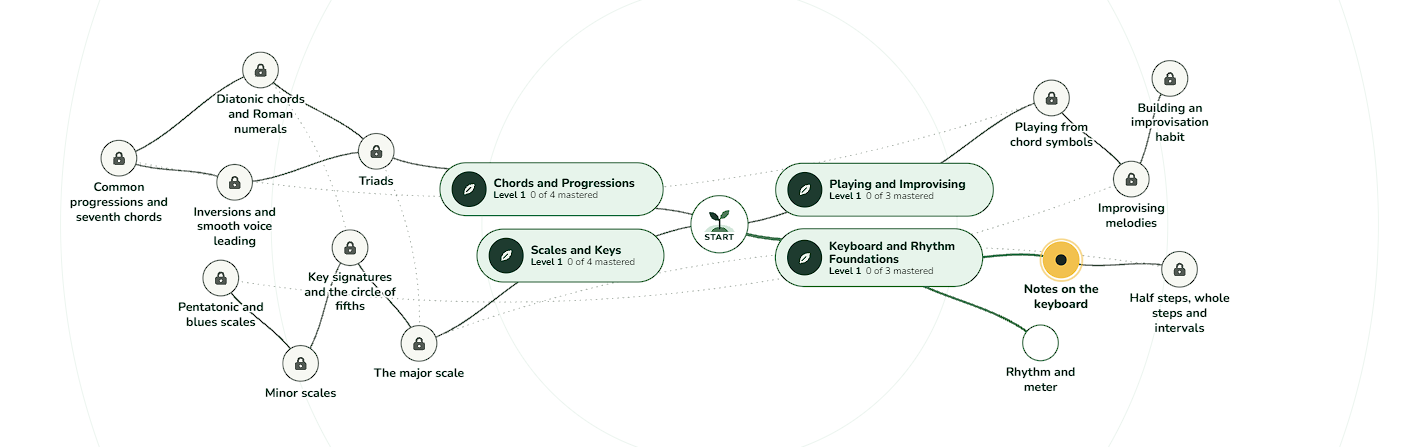 Diatonic chords
and Roman
numerals
Common
progressions and
seventh chords
Inversions and
smooth voice
leading
Triads
Chords and Progressions
Level 1 0 of 4 mastered
Key signatures
and the circle of
fifths
Pentatonic and
blues scales
Minor scales
The major scale
Scales and Keys
Level 1 0 of 4 mastered
START
Playing and Improvising
Level 1 0 of 3 mastered
Playing from
chord symbols
Building an
improvisation
habit
Improvising
melodies
Keyboard and Rhythm
Foundations
Level 1 0 of 3 mastered
Notes on the
keyboard
Half steps, whole
steps and
intervals
Rhythm and
meter